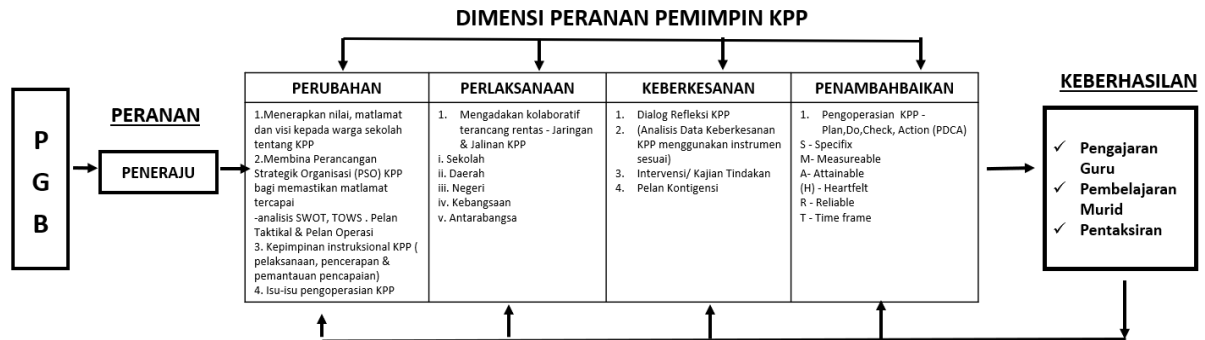 DIMENSI PERANAN PEMIMPIN KPP
P
G
B
PERANAN
PENERAJU
PERUBAHAN
1.Menerapkan nilai, matlamat
dan visi kepada warga sekolah
tentang KPP
2.Membina Perancangan
Strategik Organisasi (PSO) KPP
bagi memastikan matlamat
tercapai
-analisis SWOT, TOWS . Pelan
Taktikal & Pelan Operasi
3. Kepimpinan instruksional KPP (
pelaksanaan, pencerapan &
pemantauan pencapaian)
4. Isu-isu pengoperasian KPP
PERLAKSANAAN
1. Mengadakan kolaboratif
terancang rentas - Jaringan
& Jalinan KPP
i. Sekolah
ii. Daerah
iii. Negeri
iv. Kebangsaan
v. Antarabangsa
KEBERKESANAN
1. Dialog Refleksi KPP
2. (Analisis Data Keberkesanan
KPP menggunakan instrumen
sesuai)
3. Intervensi/ Kajian Tindakan
4. Pelan Kontigensi
PENAMBAHBAIKAN
1. Pengoperasian KPP -
Plan,Do,Check, Action (PDCA)
S - Specifix
M- Measureable
A- Attainable
(H) - Heartfelt
R - Reliable
T - Time frame
KEBERHASILAN
✓ Pengajaran
Guru
✓ Pembelajaran
Murid
✓ Pentaksiran